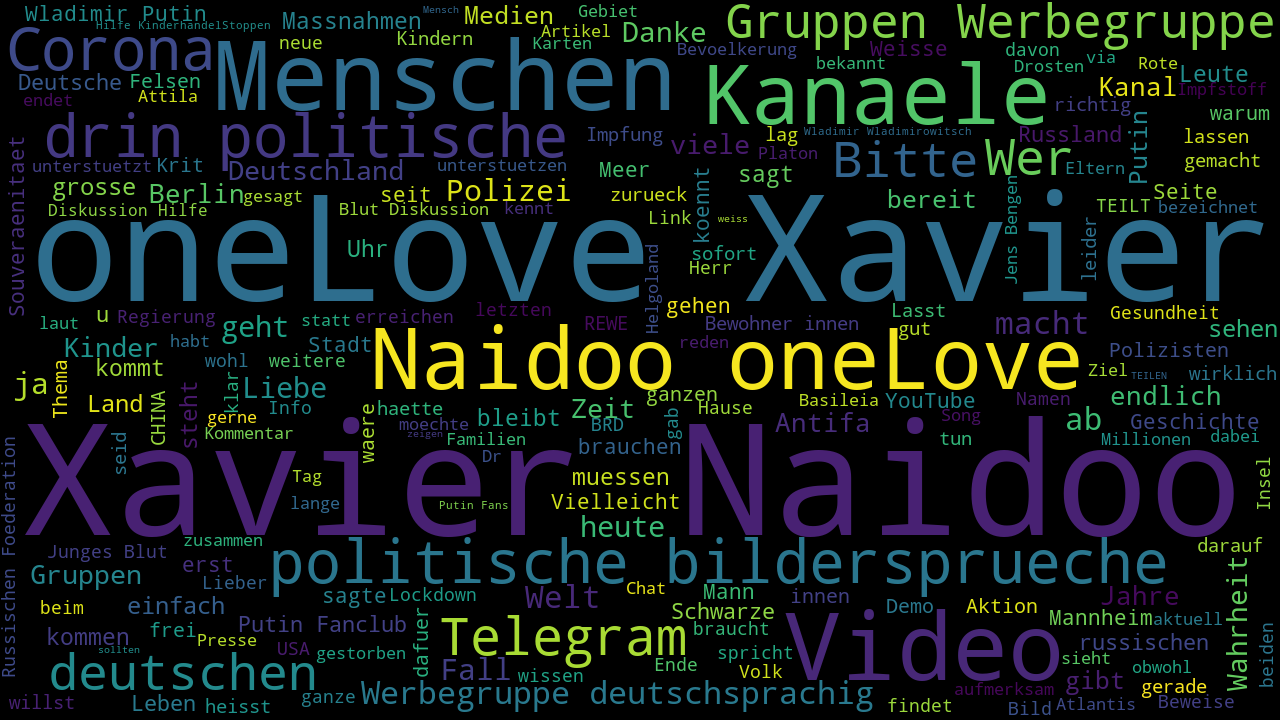 Wladimir Putin
Hilfe KinderhandelStoppen
Massnahmen
Mensch
Medien
Gebiet
Artikel
Danke
Gruppen Werbegruppe
Corona
Menschen
neue
Kindern
Karten
Bevoelkerung
Weisse
davon
via
Rote
Deutsche
Felsen
Kanaele
bekannt
Drosten
Kanal
Leute
Impfstoff
endet
Attila
richtig
warum
drin politische
Impfung
lag
Wladimir Wladimirowitsch
Russland
lassen
Souveraenitaet
unterstuetzt
Krit
Deutschland
unterstuetzen
viele
Platon
Bitte
Wer
Eltern
Putin
gemacht
grosse
Berlin
gesagt
seit
Polizei
Meer
zurueck
sagt
bereit
Seite
Diskussion Hilfe
Blut Diskussion
kennt
Link
koennt
weiss
Jens Bengen
TEILT
bezeichnet
oneLove Xavier
Uhr
Helgoland
sofort
Herr
leider
laut
u
Regierung
geht
statt
erreichen
letzten
REWE
gehen
Bewohner innen
Lasst
gut
macht
Gesundheit
sehen
Kinder
habt
Stadt
reden
Naidoo oneLove
Polizisten
Thema
kommt
wohl
weitere
Ziel
TEILEN
wirklich
ja
Land
CHINA
steht
klar
Liebe
Info
ganzen
Basileia
YouTube
Namen
endlich
gerne
Kommentar
waere
haette
moechte
zeigen
bleibt
Zeit
BRD
gab
Hause
Antifa
Song
ab
Geschichte
seid
Familien
Dr
brauchen
tun
Millionen
dabei
Xavier Naidoo
Tag
lange
Putin Fans
muessen
Vielleicht
Insel
Russischen Foederation
Junges Blut
zusammen
heute
darauf
Gruppen
erst
Lieber
politische bildersprueche
beim
einfach
sagte
Lockdown
Welt
Chat
Mann
innen
Demo
Aktion
Jahre
Wahrheit
kommen
sollten
frei
Presse
Putin Fanclub
dafuer
Telegram
Schwarze
braucht
Video
Mannheim
aktuell
russischen
beiden
deutschen
USA
gestorben
Fall
wissen
Ende
spricht
Volk
sieht
obwohl
gibt
gerade
aufmerksam
willst
Leben
heisst
ganze
Werbegruppe deutschsprachig
findet
Bild
Atlantis
Beweise